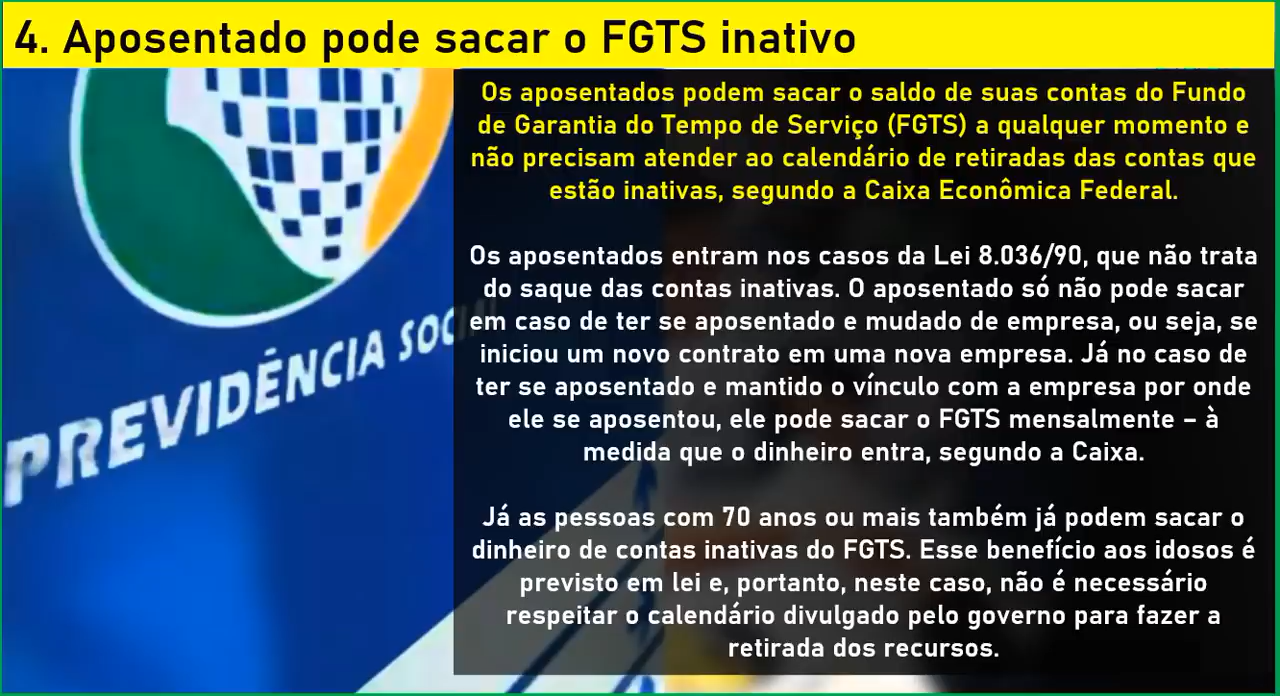 4. Aposentado pode sacar o FGTS inativo
Os aposentados podem sacar o saldo de suas contas do Fundo
de Garantia do Tempo de Serviço (FGTS) a qualquer momento e
não precisam atender ao calendário de retiradas das contas que
estão inativas, segundo a Caixa Econômica Federal.
Os aposentados entram nos casos da Lei 8.036/90, que não trata
do saque das contas inativas. O aposentado só não pode sacar
em caso de ter se aposentado e mudado de empresa, ou seja, se
iniciou um novo contrato em uma nova empresa. Já no caso de
ter se aposentado e mantido o vínculo com a empresa por onde
ele se aposentou, ele pode sacar o FGTS mensalmente – à
medida que o dinheiro entra, segundo a Caixa.
Já as pessoas com 70 anos ou mais também já podem sacar o
dinheiro de contas inativas do FGTS. Esse benefício aos idosos é
previsto em lei e, portanto, neste caso, não é necessário
respeitar o calendário divulgado pelo governo para fazer a
retirada dos recursos.
PREVIDÊNCIA SOCIAL